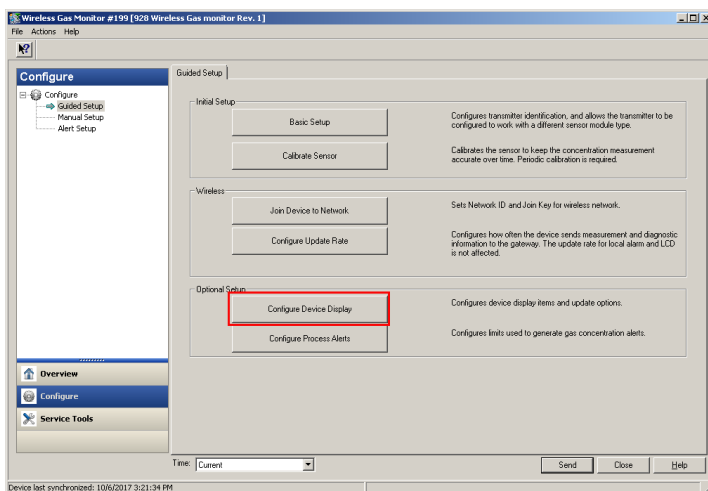 Wireless Gas Monitor #199 [928 Wireless Gas monitor Rev. 1]
File Actions Help
Configure
Configure
Guided Setup
Manual Setup
Alert Setup
Overview
Configure
Service Tools
Guided Setup
Initial Setup
Basic Setup
Configures transmitter identification, and allows the transmitter to be
configured to work with a different sensor module type.
Calibrate Sensor
Calibrates the sensor to keep the concentration measurement
accurate over time. Periodic calibration is required.
Wireless
Join Device to Network
Sets Network ID and Join Key for wireless network.
Configure Update Rate
Configures how often the device sends measurement and diagnostic
information to the gateway. The update rate for local alarm and LCD
is not affected.
Optional Setup
Configure Device Display
Configures device display items and update options.
Configure Process Alerts
Configures limits used to generate gas concentration alerts.
Time: Current
Send Close Help
Device last synchronized: 10/6/2017 3:21:34 PM